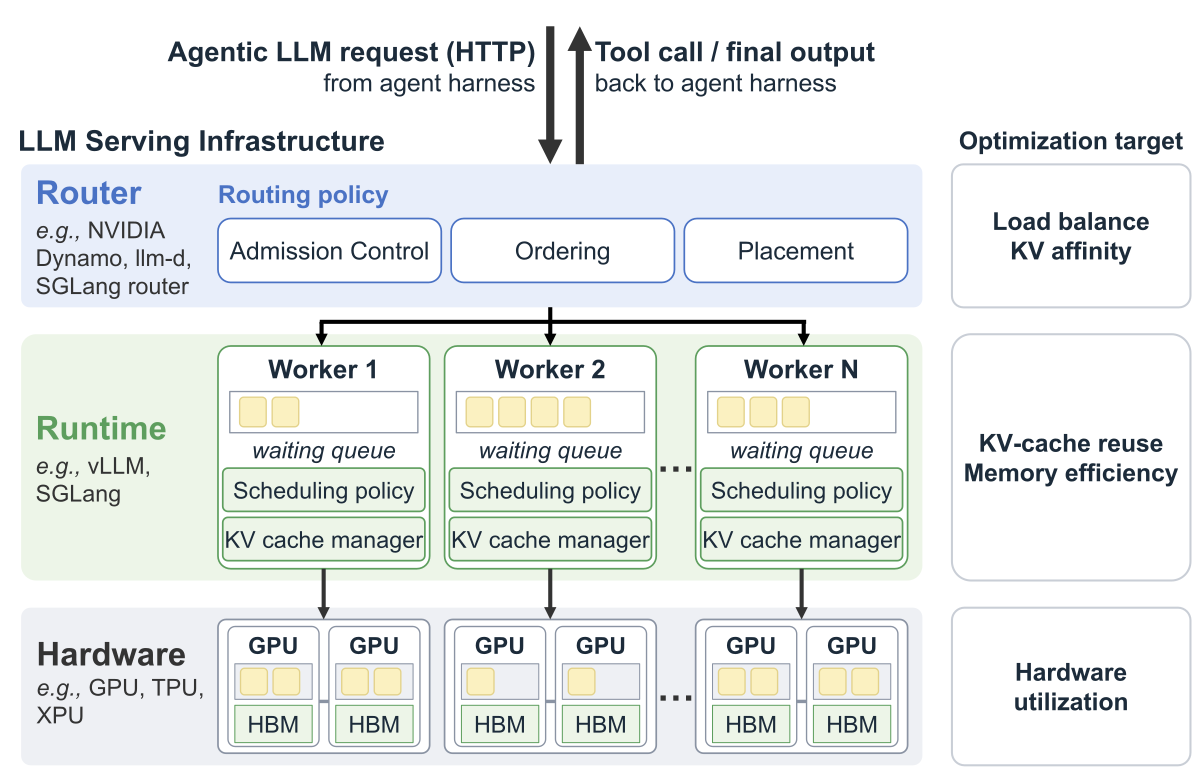 Agentic LLM request (HTTP)
from agent harness
Tool call / final output
back to agent harness
LLM Serving Infrastructure
Optimization target
Router
e.g., NVIDIA
Dynamo, llm-d,
SGLang router
Routing policy
Admission Control
Ordering
Placement
Load balance
KV affinity
Runtime
e.g., vLLM,
SGLang
Worker 1
waiting queue
Scheduling policy
KV cache manager
Worker 2
waiting queue
Scheduling policy
KV cache manager
...
Worker N
waiting queue
Scheduling policy
KV cache manager
KV-cache reuse
Memory efficiency
Hardware
e.g., GPU, TPU,
XPU
GPU
HBM
GPU
HBM
GPU
HBM
GPU
HBM
...
GPU
HBM
GPU
HBM
Hardware
utilization